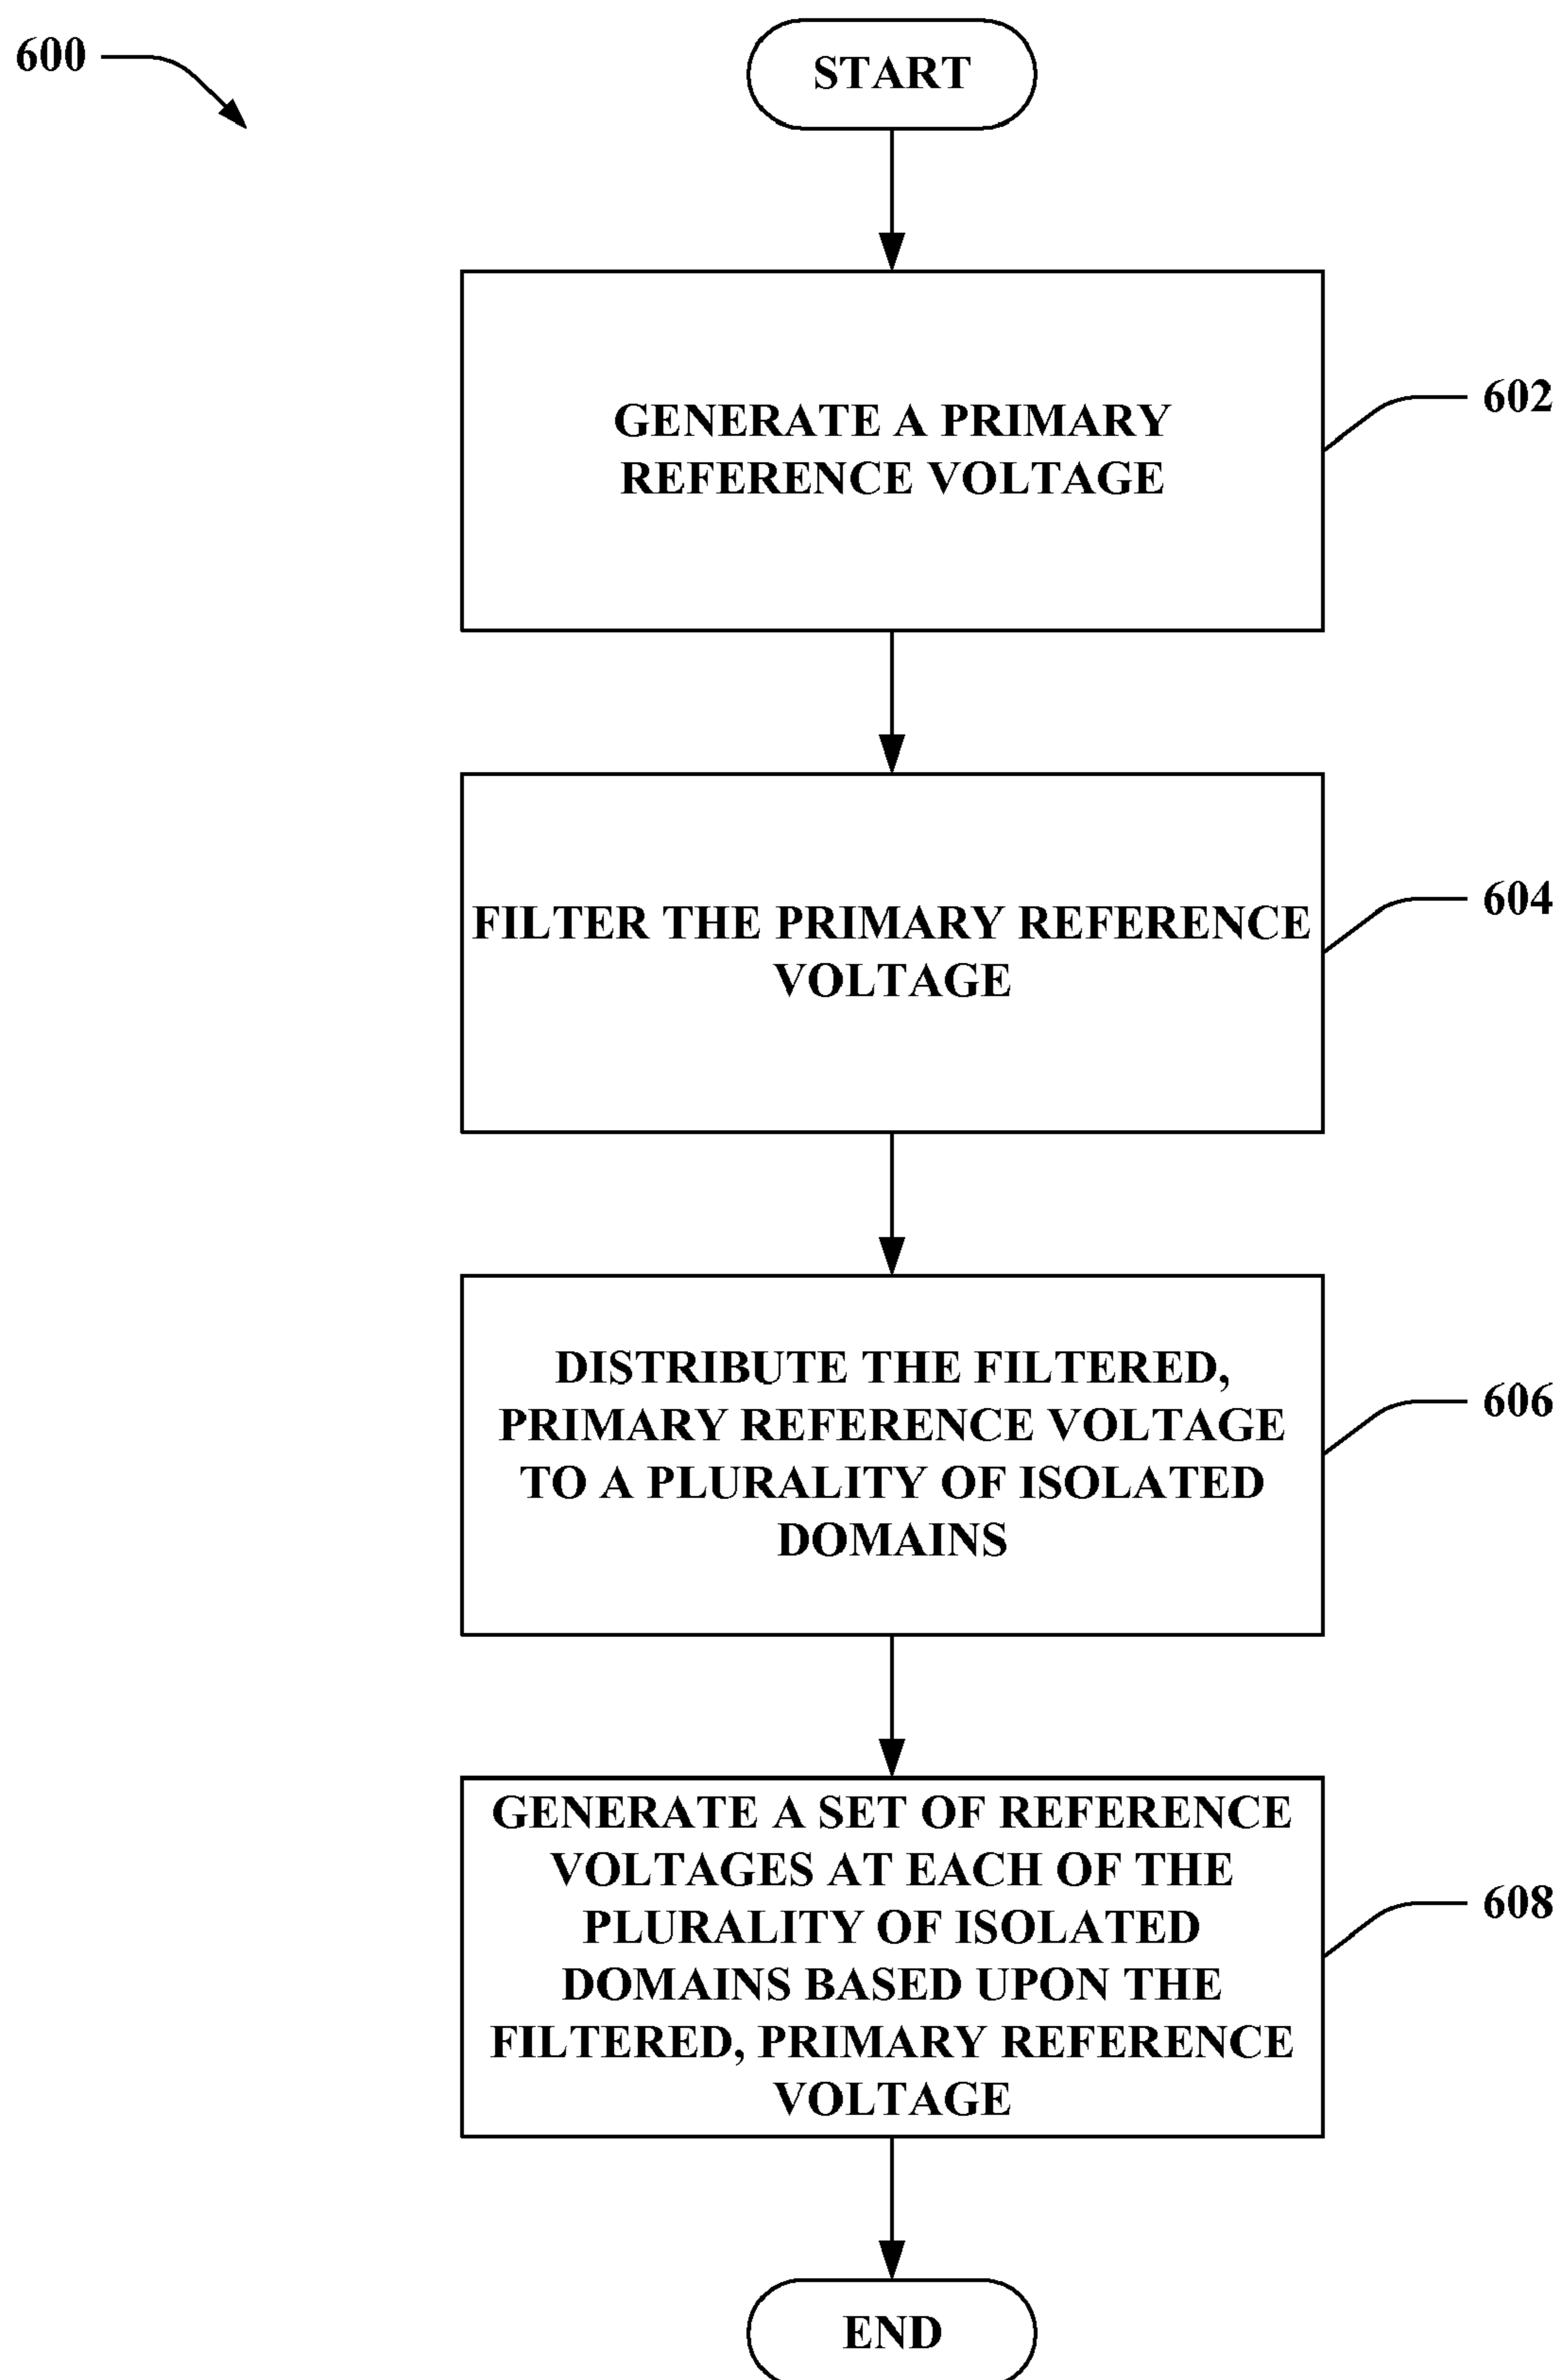 600
START
GENERATE A PRIMARY
REFERENCE VOLTAGE
602
FILTER THE PRIMARY REFERENCE
VOLTAGE
604
DISTRIBUTE THE FILTERED,
PRIMARY REFERENCE VOLTAGE
TO A PLURALITY OF ISOLATED
DOMAINS
606
GENERATE A SET OF REFERENCE
VOLTAGES AT EACH OF THE
PLURALITY OF ISOLATED
DOMAINS BASED UPON THE
FILTERED, PRIMARY REFERENCE
VOLTAGE
608
END